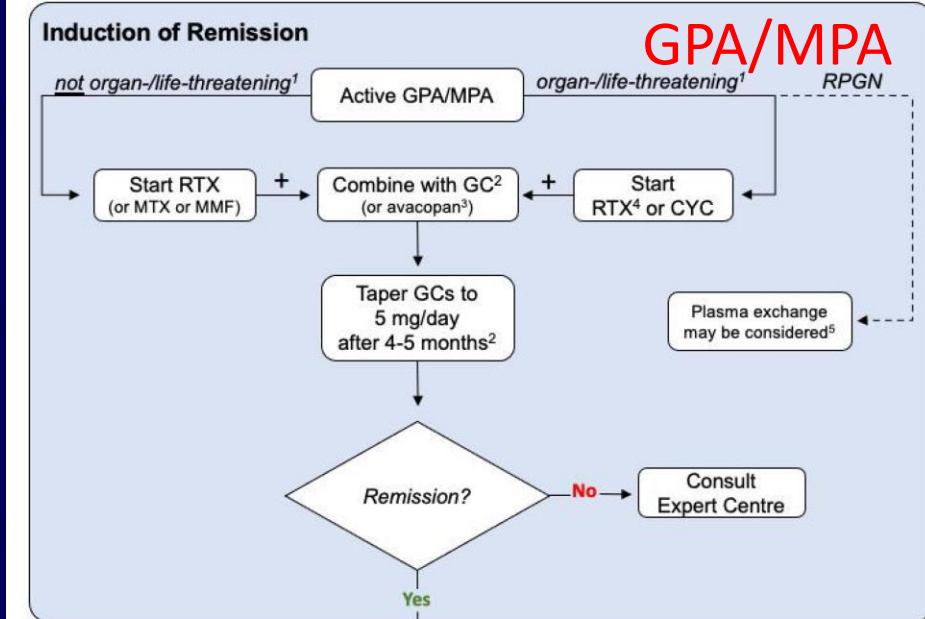 Induction of Remission
GPA/MPA
not organ-/life-threatening¹
Active GPA/MPA
organ-/life-threatening¹
RPGN
Start RTX
(or MTX or MMF)
+
Combine with GC²
(or avacopan³)
+
Start
RTX⁴ or CYC
Taper GCs to
5 mg/day
after 4-5 months²
Plasma exchange
may be considered⁵
Remission?
No
Consult
Expert Centre
Yes